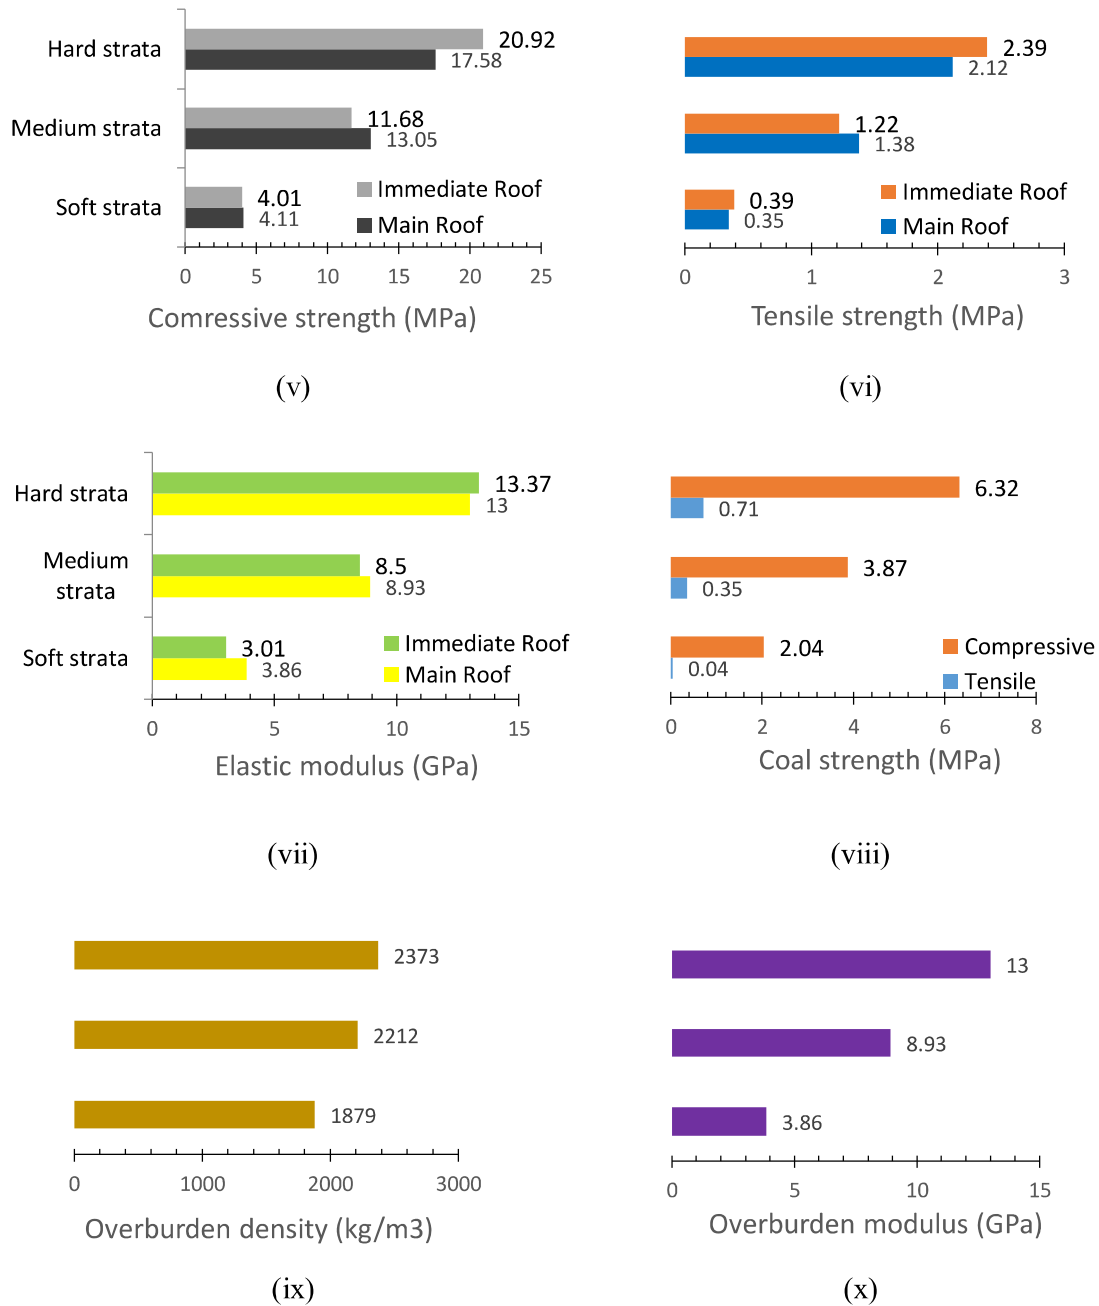 Hard strata
20.92
17.58
Medium strata
11.68
13.05
Soft strata
4.01
4.11
Immediate Roof
Main Roof
0 5 10 15 20 25
Comressive strength (MPa)
(v)
2.39
2.12
1.22
1.38
0.39
0.35
Immediate Roof
Main Roof
0 1 2 3
Tensile strength (MPa)
(vi)
Hard strata
13.37
13
Medium
strata
8.5
8.93
Soft strata
3.01
3.86
Immediate Roof
Main Roof
0 5 10 15
Elastic modulus (GPa)
(vii)
6.32
0.71
3.87
0.35
2.04
0.04
Compressive
Tensile
0 2 4 6 8
Coal strength (MPa)
(viii)
2373
2212
1879
0 1000 2000 3000
Overburden density (kg/m3)
(ix)
13
8.93
3.86
0 5 10 15
Overburden modulus (GPa)
(x)